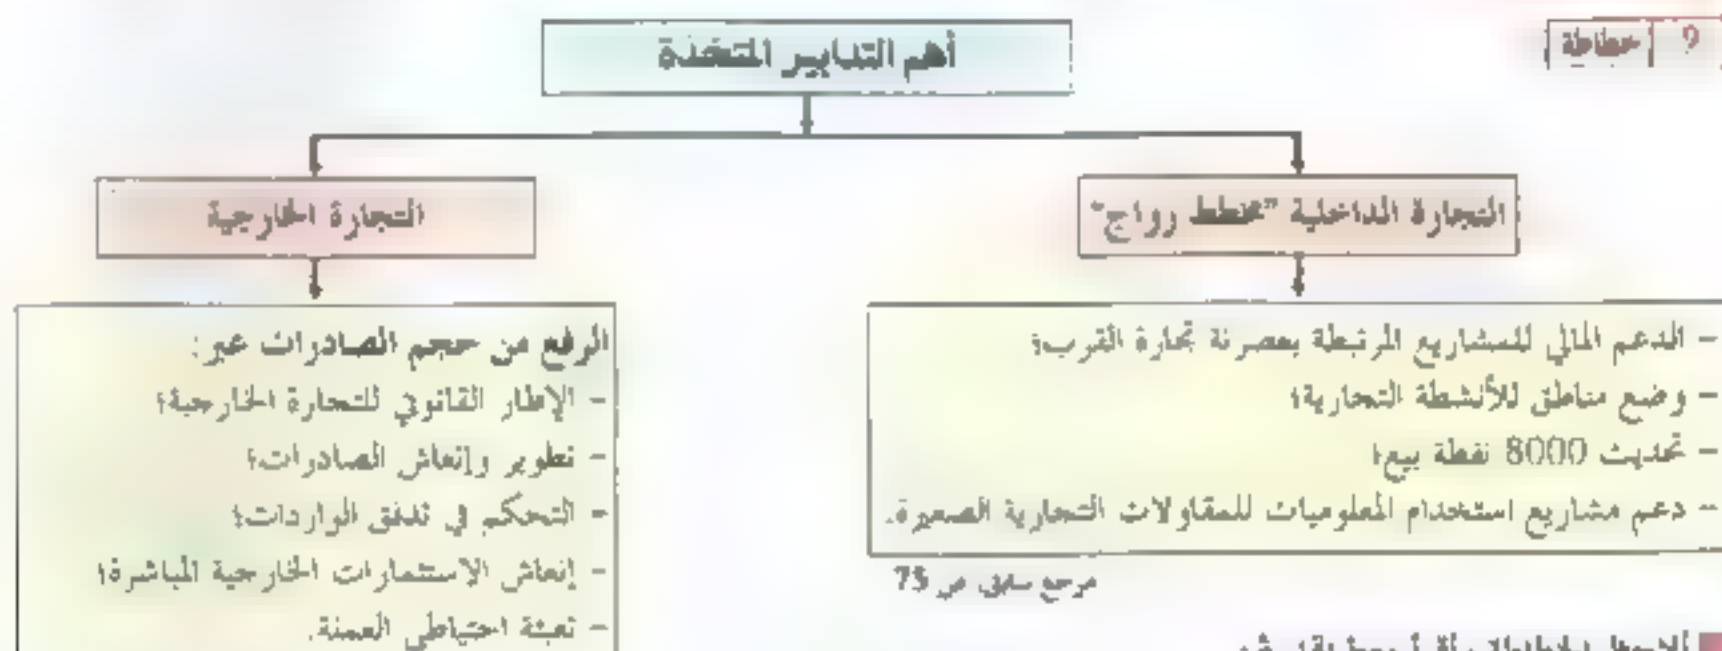 9 خطاطة
أهم التدابير المتخذة
التجارة الداخلية "مخطط رواج"
- الدعم المالي للمشاريع المرتبطة بعصرنة تجارة القرب؛
- وضع مناطق للأنشطة التجارية؛
- تحديث 8000 نقطة بيع؛
- دعم مشاريع استخدام المعلوميات للمقاولات التجارية الصغيرة.
مرجع سابق ص 75
التجارة الخارجية
الرفع من حجم الصادرات عبر:
- الإطار القانوني للتجارة الخارجية؛
- تطوير وإنعاش الصادرات؛
- التحكم في تدفق الواردات؛
- إنعاش الاستثمارات الخارجية المباشرة؛
- تعبئة احتياطي العملة.